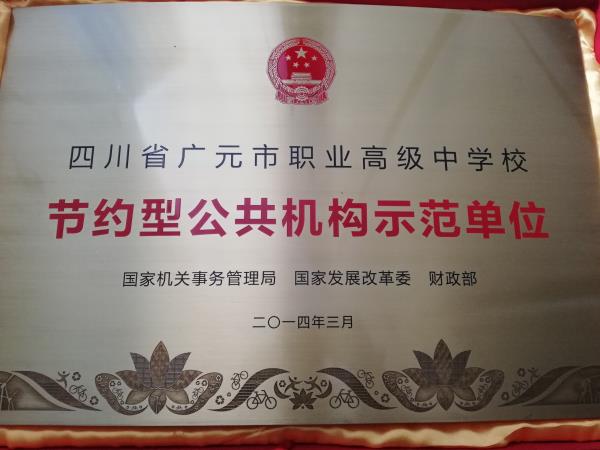 四川省广元市职业高级中学校
节约型公共机构示范单位
国家机关事务管理局 国家发展改革委 财政部
二〇一四年三月